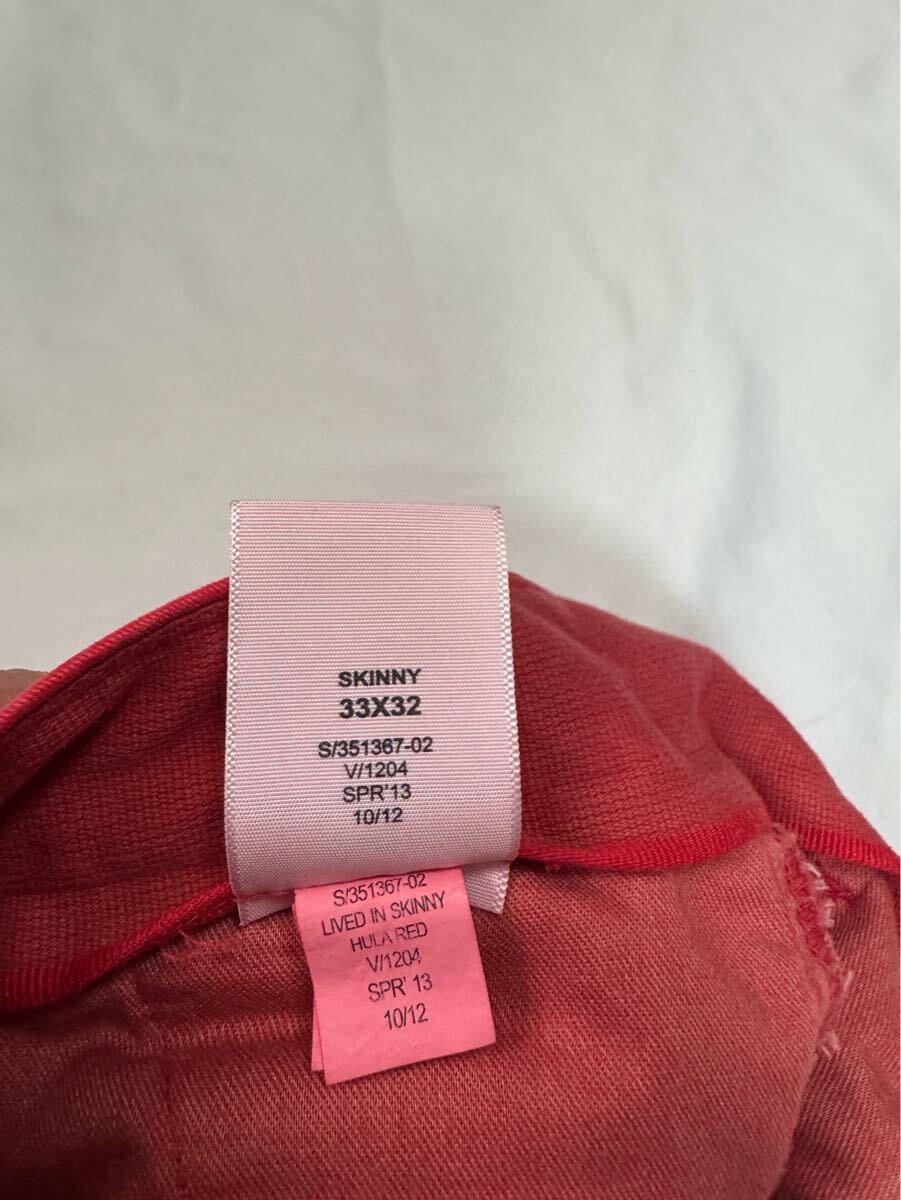 SKINNY
33X32
S/351367-02
V/1204
SPR'13
10/12
S/351367-02
LIVED IN SKINNY
HULA RED
V/1204
SPR' 13
10/12